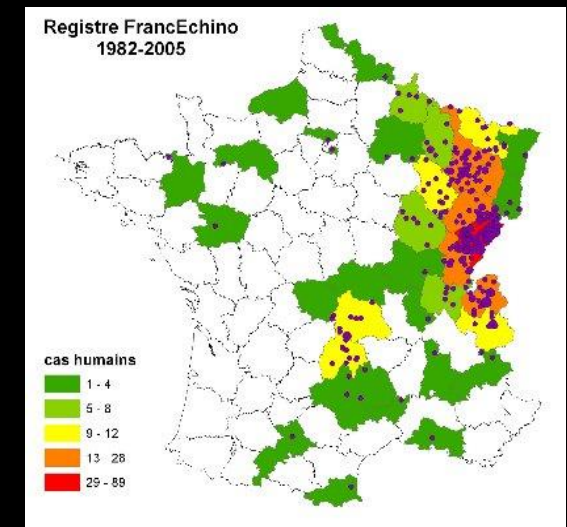 Registre FrancEchino
1982-2005
cas humains
1 - 4
5 - 8
9 - 12
13 28
29 - 89